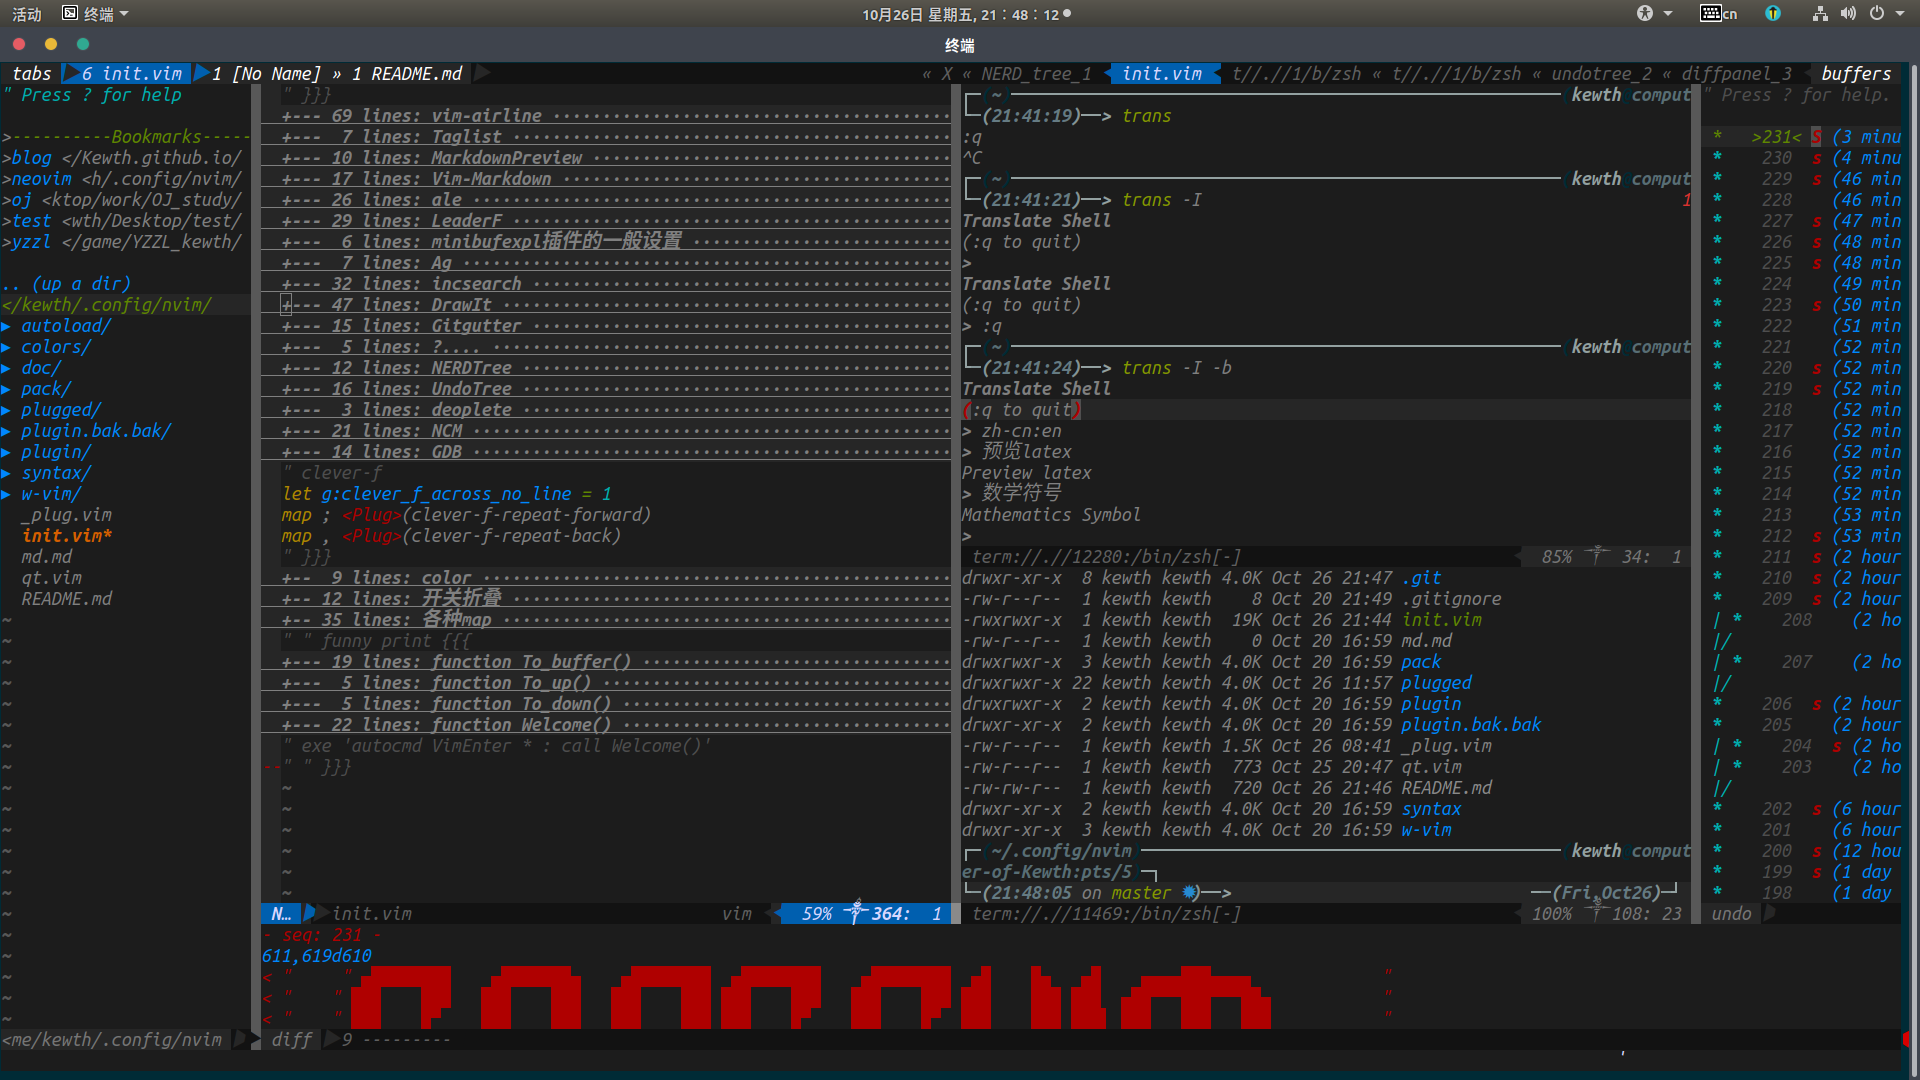 活动 终端 10月26日 星期五, 21：48：12 cn
终端
tabs 6 init.vim 1 [No Name] » 1 README.md « X « NERD_tree_1 init.vim t//.//1/b/zsh « t//.//1/b/zsh « undotree_2 « diffpanel_3 buffers
" Press ? for help
>----------Bookmarks-----
>blog </Kewth.github.io/
>neovim <h/.config/nvim/
>oj <ktop/work/OJ_study/
>test <wth/Desktop/test/
>yzzl </game/YZZL_kewth/
.. (up a dir)
</kewth/.config/nvim/
▶ autoload/
▶ colors/
▶ doc/
▶ pack/
▶ plugged/
▶ plugin.bak.bak/
▶ plugin/
▶ syntax/
▶ w-vim/
_plug.vim
init.vim*
md.md
qt.vim
README.md
<me/kewth/.config/nvim
" }}}
+--- 69 lines: vim-airline
+---  7 lines: Taglist
+--- 10 lines: MarkdownPreview
+--- 17 lines: Vim-Markdown
+--- 26 lines: ale
+--- 29 lines: LeaderF
+---  6 lines: minibufexpl插件的一般设置
+---  7 lines: Ag
+--- 32 lines: incsearch
+--- 47 lines: DrawIt
+--- 15 lines: Gitgutter
+---  5 lines: ?....
+--- 12 lines: NERDTree
+--- 16 lines: UndoTree
+---  3 lines: deoplete
+--- 21 lines: NCM
+--- 14 lines: GDB
" clever-f
let g:clever_f_across_no_line = 1
map ; <Plug>(clever-f-repeat-forward)
map , <Plug>(clever-f-repeat-back)
" }}}
+--  9 lines: color
+-- 12 lines: 开关折叠
+-- 35 lines: 各种map
" " funny print {{{
+--- 19 lines: function To_buffer()
+---  5 lines: function To_up()
+---  5 lines: function To_down()
+--- 22 lines: function Welcome()
" exe 'autocmd VimEnter * : call Welcome()'
--" " }}}
N… init.vim vim 59% 364:  1
~ kewth comput
(21:41:19)—> trans
:q
^C
~ kewth comput
(21:41:21)—> trans -I 1
Translate Shell
(:q to quit)
>
Translate Shell
(:q to quit)
> :q
~ kewth comput
(21:41:24)—> trans -I -b
Translate Shell
(:q to quit)
> zh-cn:en
> 预览latex
Preview latex
> 数学符号
Mathematics Symbol
>
term://.//12280:/bin/zsh[-] 85% 34:  1
drwxr-xr-x  8 kewth kewth 4.0K Oct 26 21:47 .git
-rw-r--r--  1 kewth kewth    8 Oct 20 21:49 .gitignore
-rwxrwxr-x  1 kewth kewth  19K Oct 26 21:44 init.vim
-rw-r--r--  1 kewth kewth    0 Oct 20 16:59 md.md
drwxrwxr-x  3 kewth kewth 4.0K Oct 20 16:59 pack
drwxrwxr-x 22 kewth kewth 4.0K Oct 26 11:57 plugged
drwxrwxr-x  2 kewth kewth 4.0K Oct 20 16:59 plugin
drwxr-xr-x  2 kewth kewth 4.0K Oct 20 16:59 plugin.bak.bak
-rw-r--r--  1 kewth kewth 1.5K Oct 26 08:41 _plug.vim
-rw-r--r--  1 kewth kewth  773 Oct 25 20:47 qt.vim
-rw-rw-r--  1 kewth kewth  720 Oct 26 21:46 README.md
drwxr-xr-x  2 kewth kewth 4.0K Oct 20 16:59 syntax
drwxr-xr-x  3 kewth kewth 4.0K Oct 20 16:59 w-vim
~/.config/nvim kewth comput
er-of-Kewth:pts/5
(21:48:05 on master ✹)—> —(Fri,Oct26)—
term://.//11469:/bin/zsh[-] 100% 108: 23
" Press ? for help.
* >231< S (3 minu
* 230 s (4 minu
* 229 s (46 min
* 228 (46 min
* 227 s (47 min
* 226 s (48 min
* 225 s (48 min
* 224 (49 min
* 223 s (50 min
* 222 (51 min
* 221 (52 min
* 220 s (52 min
* 219 s (52 min
* 218 (52 min
* 217 (52 min
* 216 (52 min
* 215 (52 min
* 214 (52 min
* 213 (53 min
* 212 s (53 min
* 211 s (2 hour
* 210 s (2 hour
* 209 s (2 hour
| * 208 (2 ho
|/
| * 207 (2 ho
|/
* 206 s (2 hour
* 205 (2 hour
| * 204 s (2 ho
| * 203 (2 ho
|/
* 202 s (6 hour
* 201 (6 hour
* 200 s (12 hou
* 199 s (1 day
* 198 (1 day
undo
- seq: 231 -
611,619d610
< " " "
< " " "
< " " "
diff 9 ---------